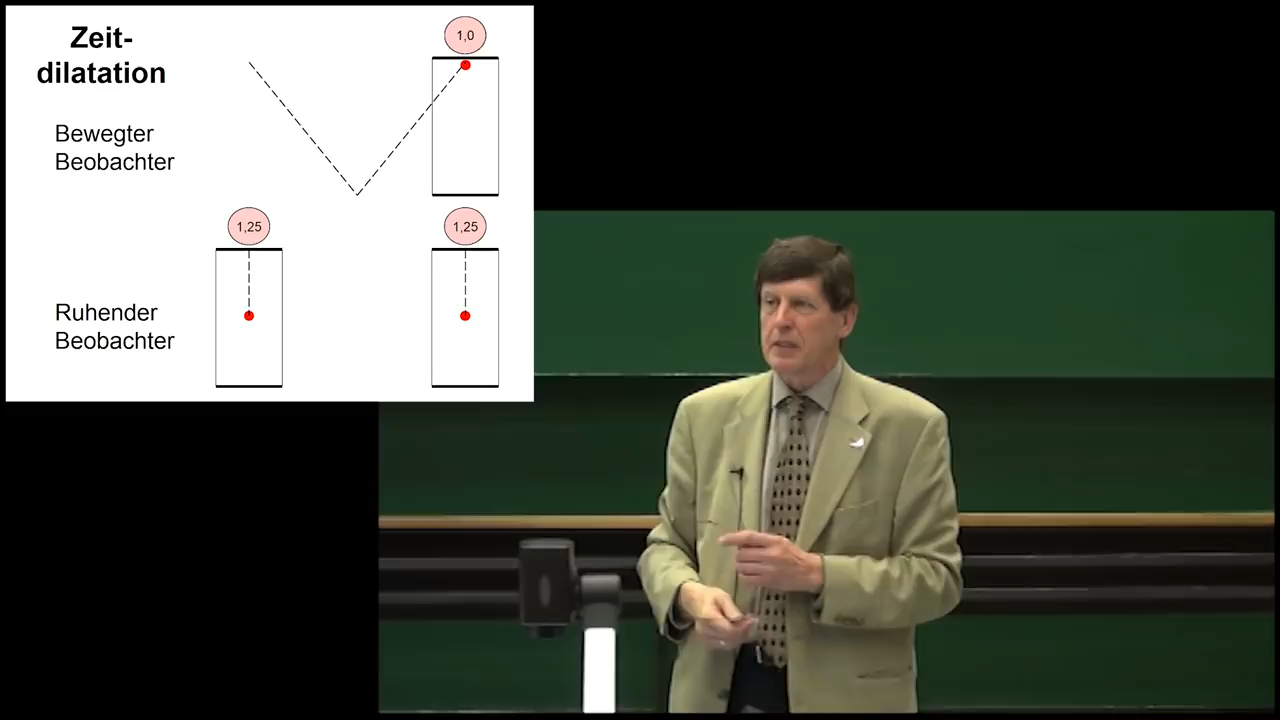 Zeit-
dilatation
1,0
Bewegter
Beobachter
1,25
1,25
Ruhender
Beobachter